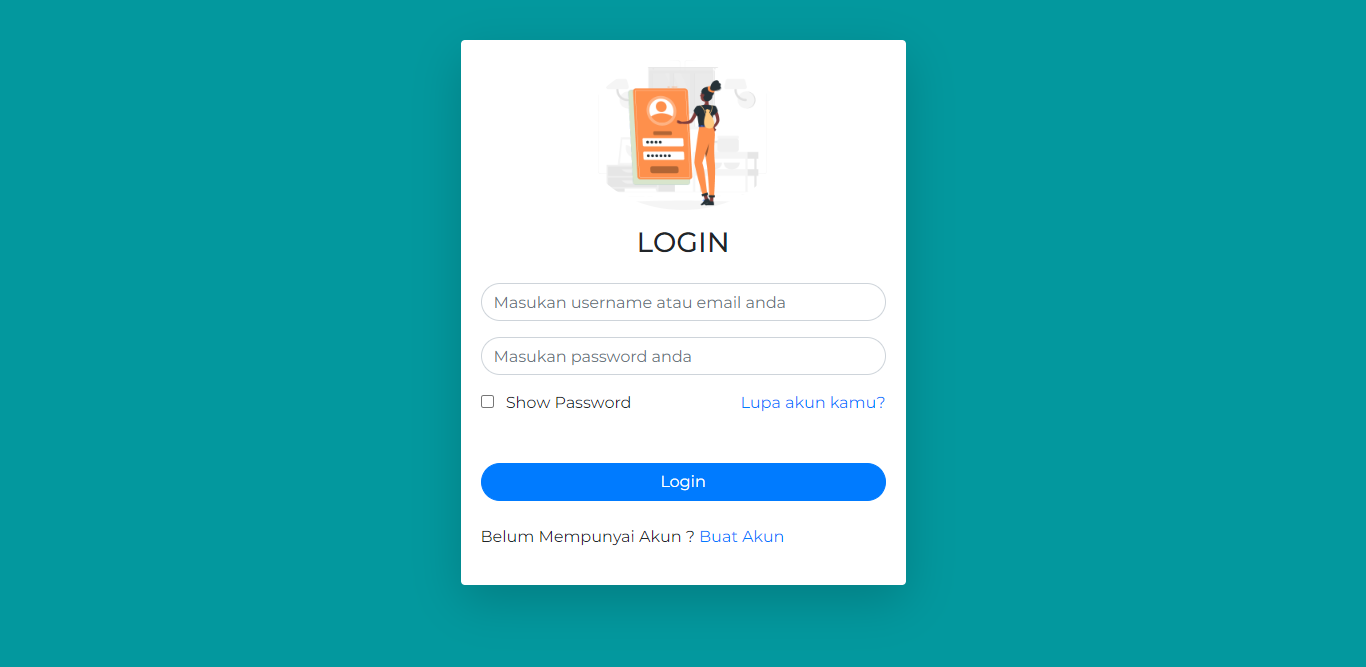 LOGIN
Masukan username atau email anda
Masukan password anda
Show Password Lupa akun kamu?
Login
Belum Mempunyai Akun ? Buat Akun